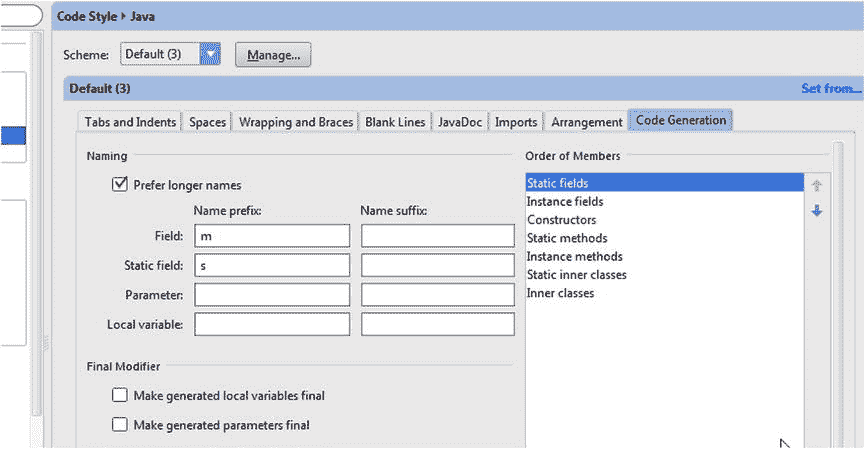 Code Style ▸ Java
Scheme: Default (3) Manage...
Default (3) Set from...
Tabs and Indents Spaces Wrapping and Braces Blank Lines JavaDoc Imports Arrangement Code Generation
Naming
Prefer longer names
Name prefix: Name suffix:
Field: m
Static field: s
Parameter:
Local variable:
Final Modifier
Make generated local variables final
Make generated parameters final
Order of Members
Static fields
Instance fields
Constructors
Static methods
Instance methods
Static inner classes
Inner classes